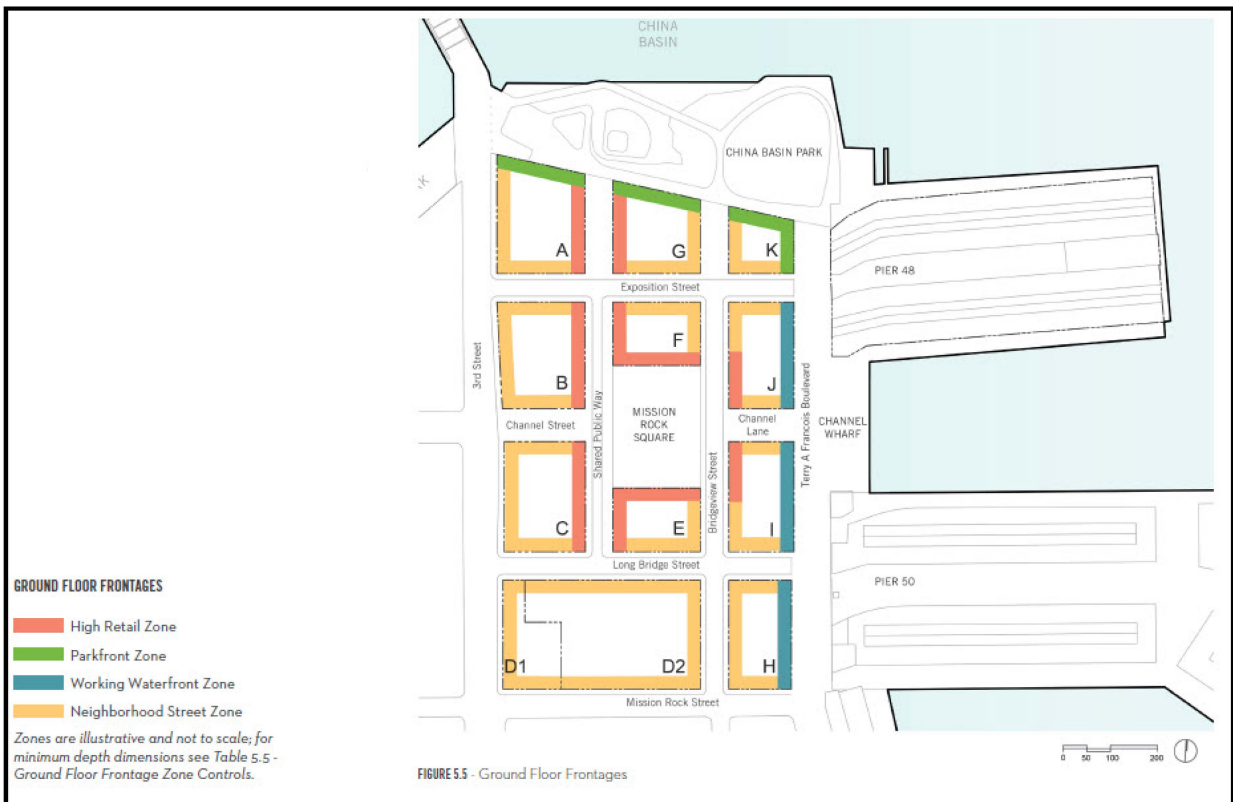 CHINA
BASIN
CHINA BASIN PARK
A
G
K
PIER 48
Exposition Street
F
3rd Street
B
J
Shared Public Way
MISSION
ROCK
SQUARE
Channel Street
Channel
Lane
Terry A Francois Boulevard
CHANNEL
WHARF
Bridgeview Street
C
E
I
Long Bridge Street
PIER 50
D1
D2
H
Mission Rock Street
GROUND FLOOR FRONTAGES
High Retail Zone
Parkfront Zone
Working Waterfront Zone
Neighborhood Street Zone
Zones are illustrative and not to scale; for
minimum depth dimensions see Table 5.5 -
Ground Floor Frontage Zone Controls.
FIGURE 5.5 - Ground Floor Frontages
0 50 100 200